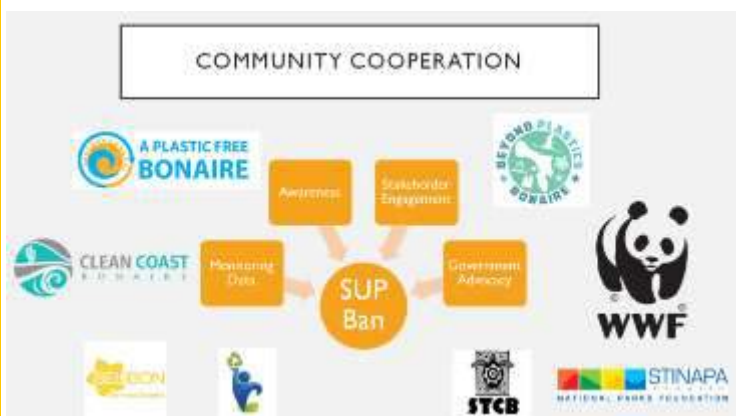 COMMUNITY COOPERATION
A PLASTIC FREE
BONAIRE
BEYOND PLASTICS
BONAIRE
Awareness
Stakeholder
Engagement
CLEAN COAST
BONAIRE
Monitoring
Data
Government
Advocacy
SUP
Ban
WWF
STCB
STINAPA
NATIONAL PARKS FOUNDATION